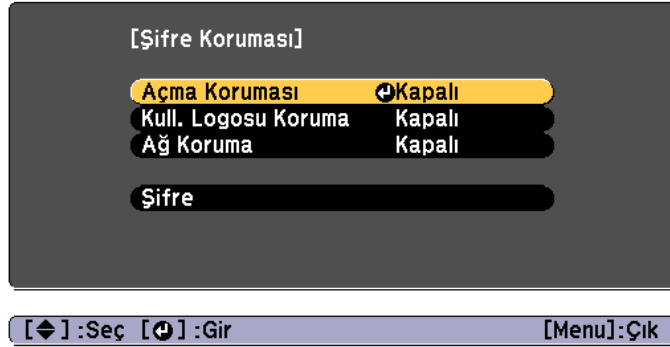 [Şifre Koruması]
Açma Koruması Kapalı
Kull. Logosu Koruma Kapalı
Ağ Koruma Kapalı
Şifre
[ ] :Seç [ ] :Gir [Menu]:Çık